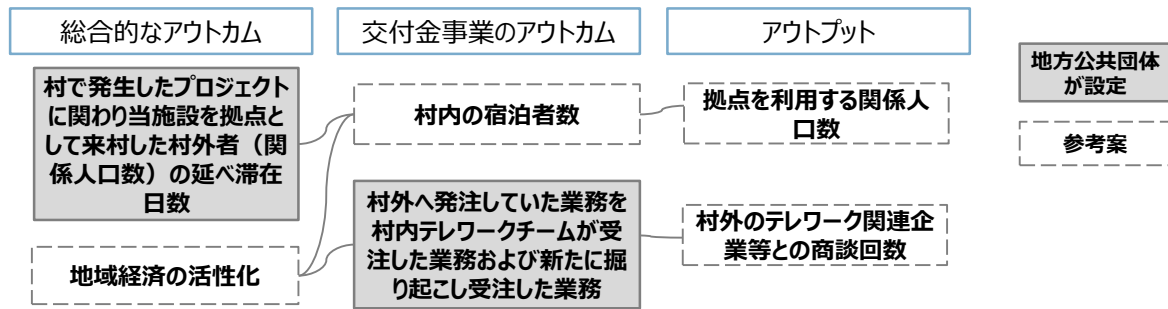 総合的なアウトカム
交付金事業のアウトカム
アウトプット
村で発生したプロジェクト
に関わり当施設を拠点と
して来村した村外者（関
係人口数）の延べ滞在
日数
地域経済の活性化
村内の宿泊者数
村外へ発注していた業務を
村内テレワークチームが受
注した業務および新たに掘
り起こし受注した業務
拠点を利用する関係人
口数
村外のテレワーク関連企
業等との商談回数
地方公共団体
が設定
参考案